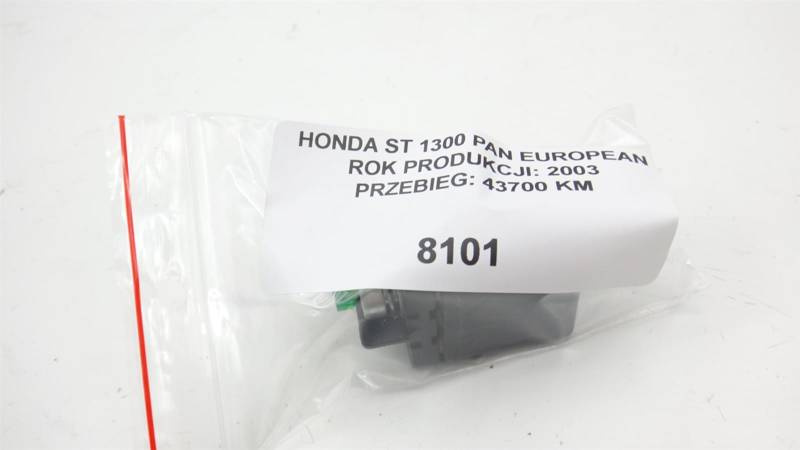 HONDA ST 1300 PAN EUROPEAN
ROK PRODUKCJI: 2003
PRZEBIEG: 43700 KM
8101